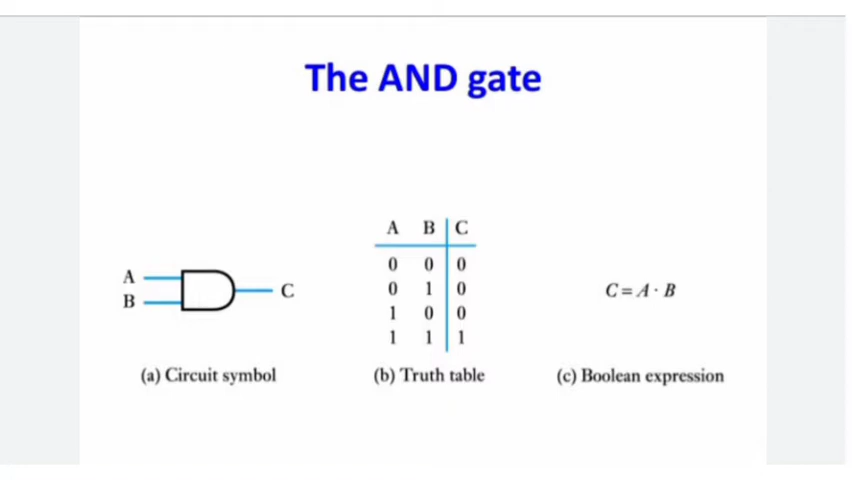 The AND gate
A
B
C
A B C
0 0 0
0 1 0
1 0 0
1 1 1
C = A · B
(a) Circuit symbol
(b) Truth table
(c) Boolean expression